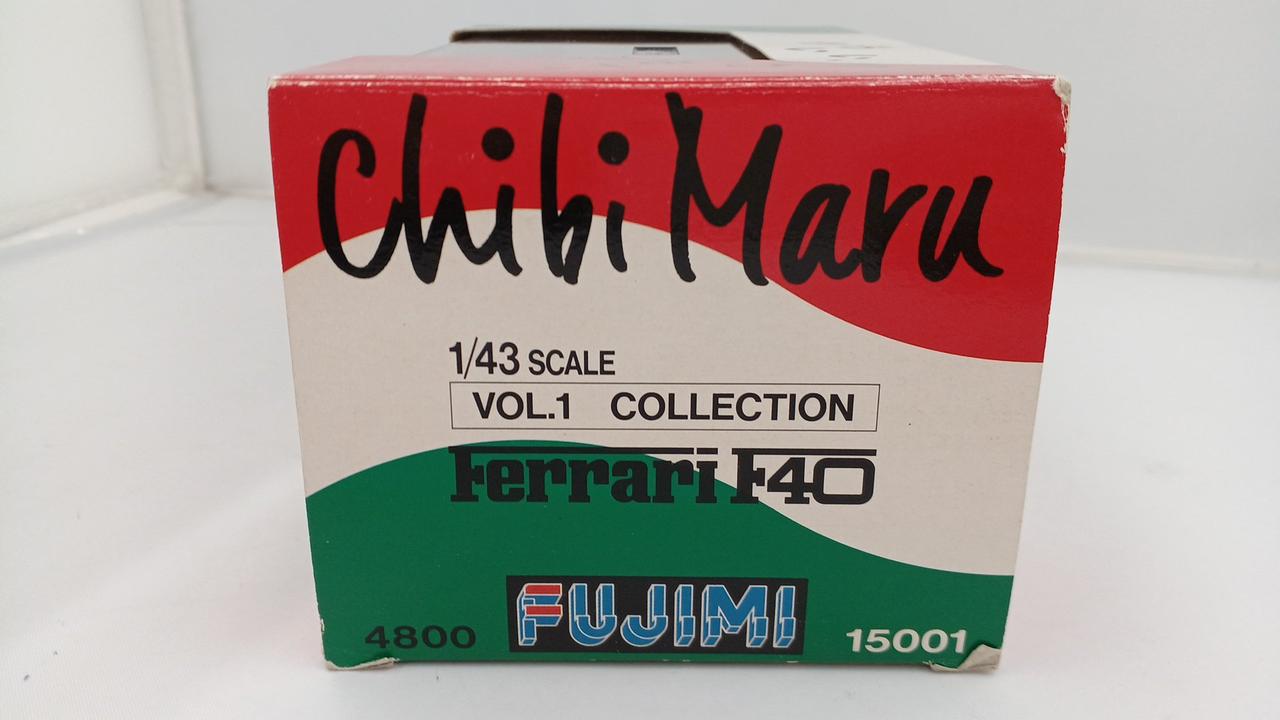 Chibi Maru
1/43 SCALE
VOL.1 COLLECTION
Ferrari F40
FUJIMI
4800
15001